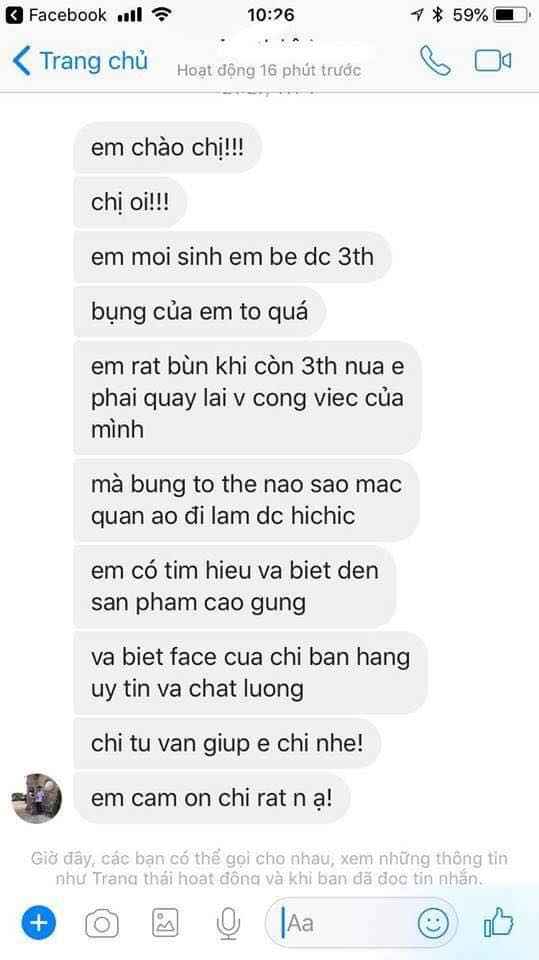 Facebook
10:26
59%
Trang chủ
Hoạt động 16 phút trước
em chào chị!!!
chị oi!!!
em moi sinh em be dc 3th
bụng của em to quá
em rat bùn khi còn 3th nua e
phai quay lai v cong viec của
mình
mà bung to the nao sao mac
quan ao đi lam dc hichic
em có tim hieu va biet den
san pham cao gung
va biet face cua chi ban hang
uy tin va chat luong
chi tu van giup e chi nhe!
em cam on chi rat n ạ!
Giờ đây, các bạn có thể gọi cho nhau, xem những thông tin
như Trạng thái hoạt động và khi bạn đã đọc tin nhắn.
Aa